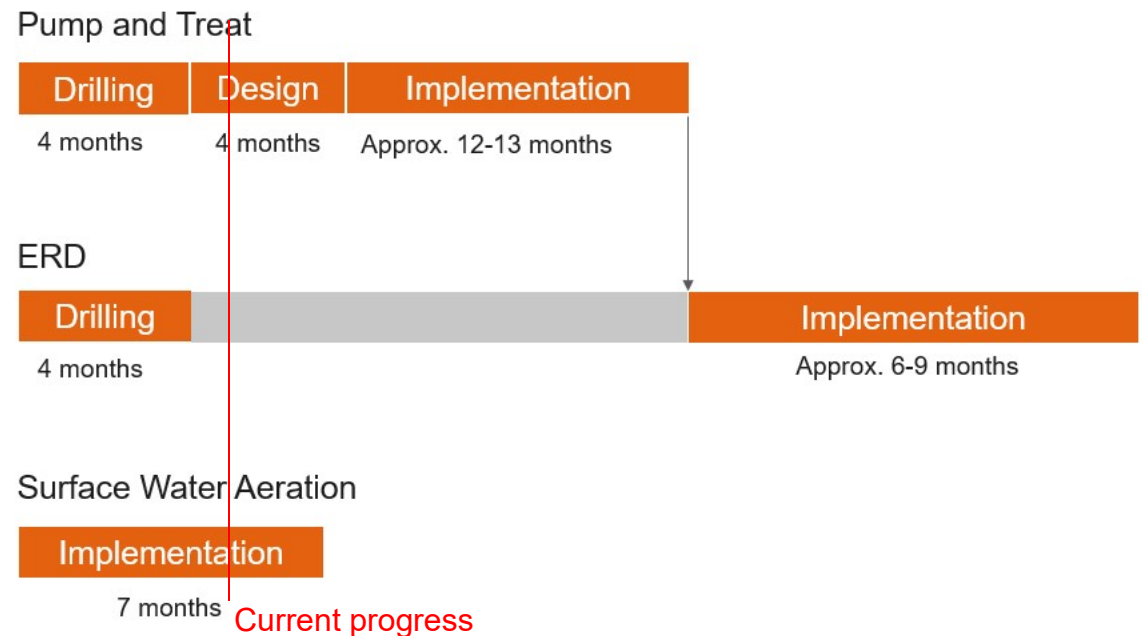 Pump and Treat
Drilling Design Implementation
4 months 4 months Approx. 12-13 months
ERD
Drilling Implementation
4 months Approx. 6-9 months
Surface Water Aeration
Implementation
7 months
Current progress